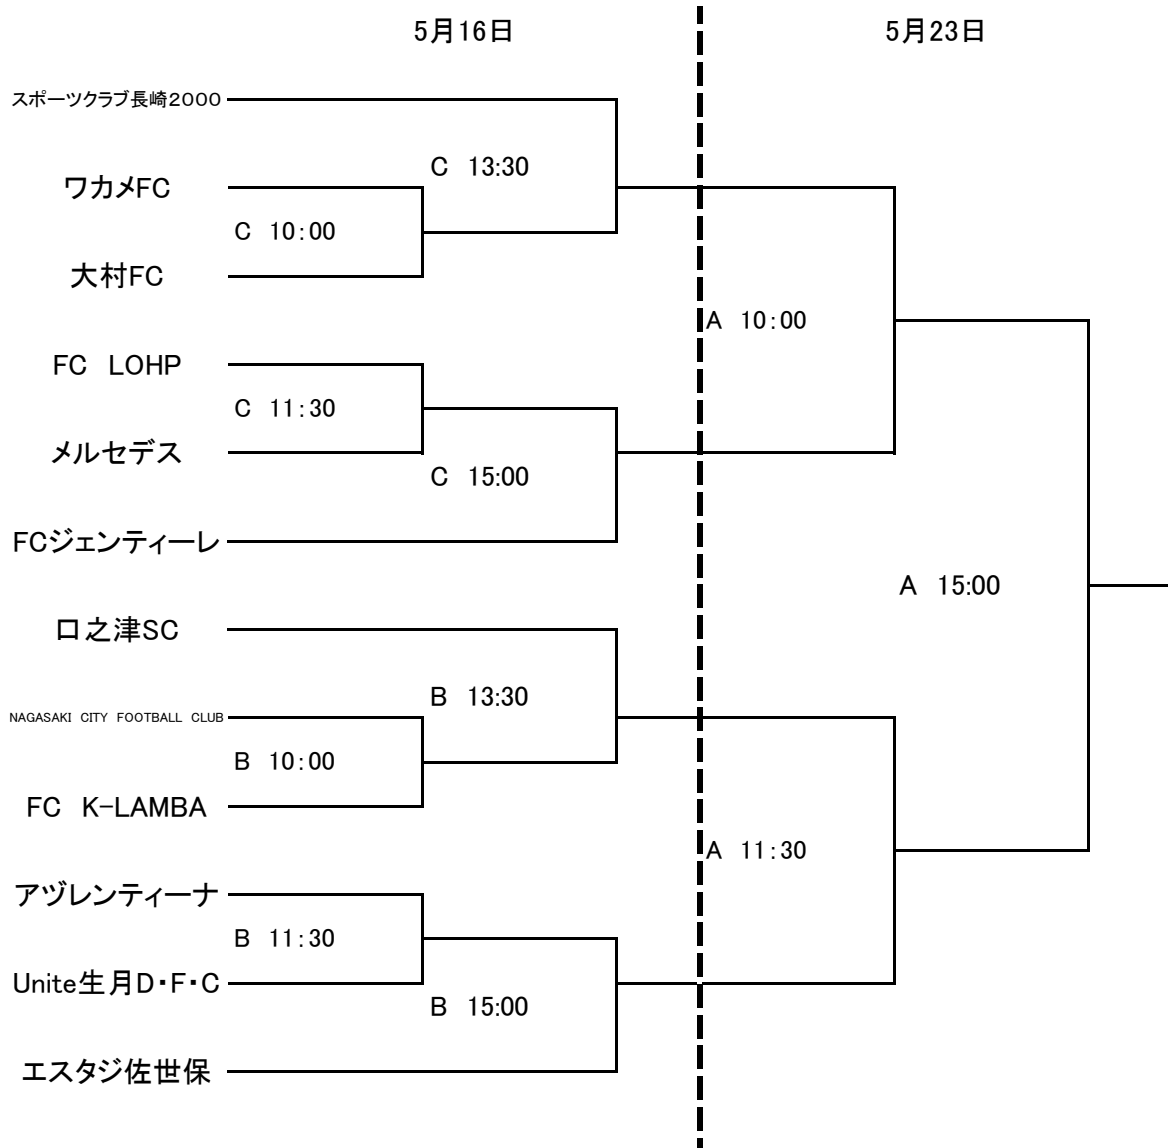 5月16日
5月23日
スポーツクラブ長崎2000
C 13:30
ワカメFC
C 10:00
大村FC
A 10:00
FC LOHP
C 11:30
メルセデス
C 15:00
FCジェンティーレ
A 15:00
口之津SC
B 13:30
NAGASAKI CITY FOOTBALL CLUB
B 10:00
FC K-LAMBA
A 11:30
アヅレンティーナ
B 11:30
Unite生月D・F・C
B 15:00
エスタジ佐世保